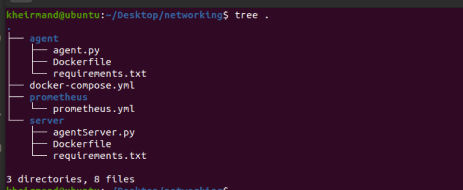 kheirmand@ubuntu:~/Desktop/networking$ tree .
.
├── agent
│   ├── agent.py
│   ├── Dockerfile
│   └── requirements.txt
├── docker-compose.yml
├── prometheus
│   └── prometheus.yml
└── server
    ├── agentServer.py
    ├── Dockerfile
    └── requirements.txt

3 directories, 8 files
kheirmand@ubuntu:~/Desktop/networking$